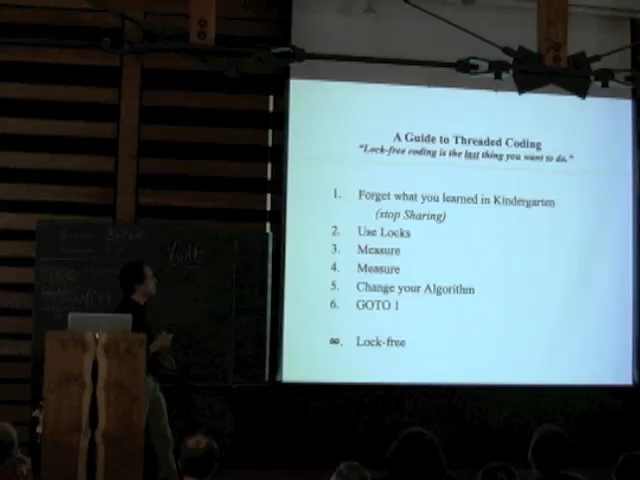 A Guide to Threaded Coding
"Lock-free coding is the last thing you want to do."
1. Forget what you learned in Kindergarten
(stop Sharing)
2. Use Locks
3. Measure
4. Measure
5. Change your Algorithm
6. GOTO 1
∞. Lock-free